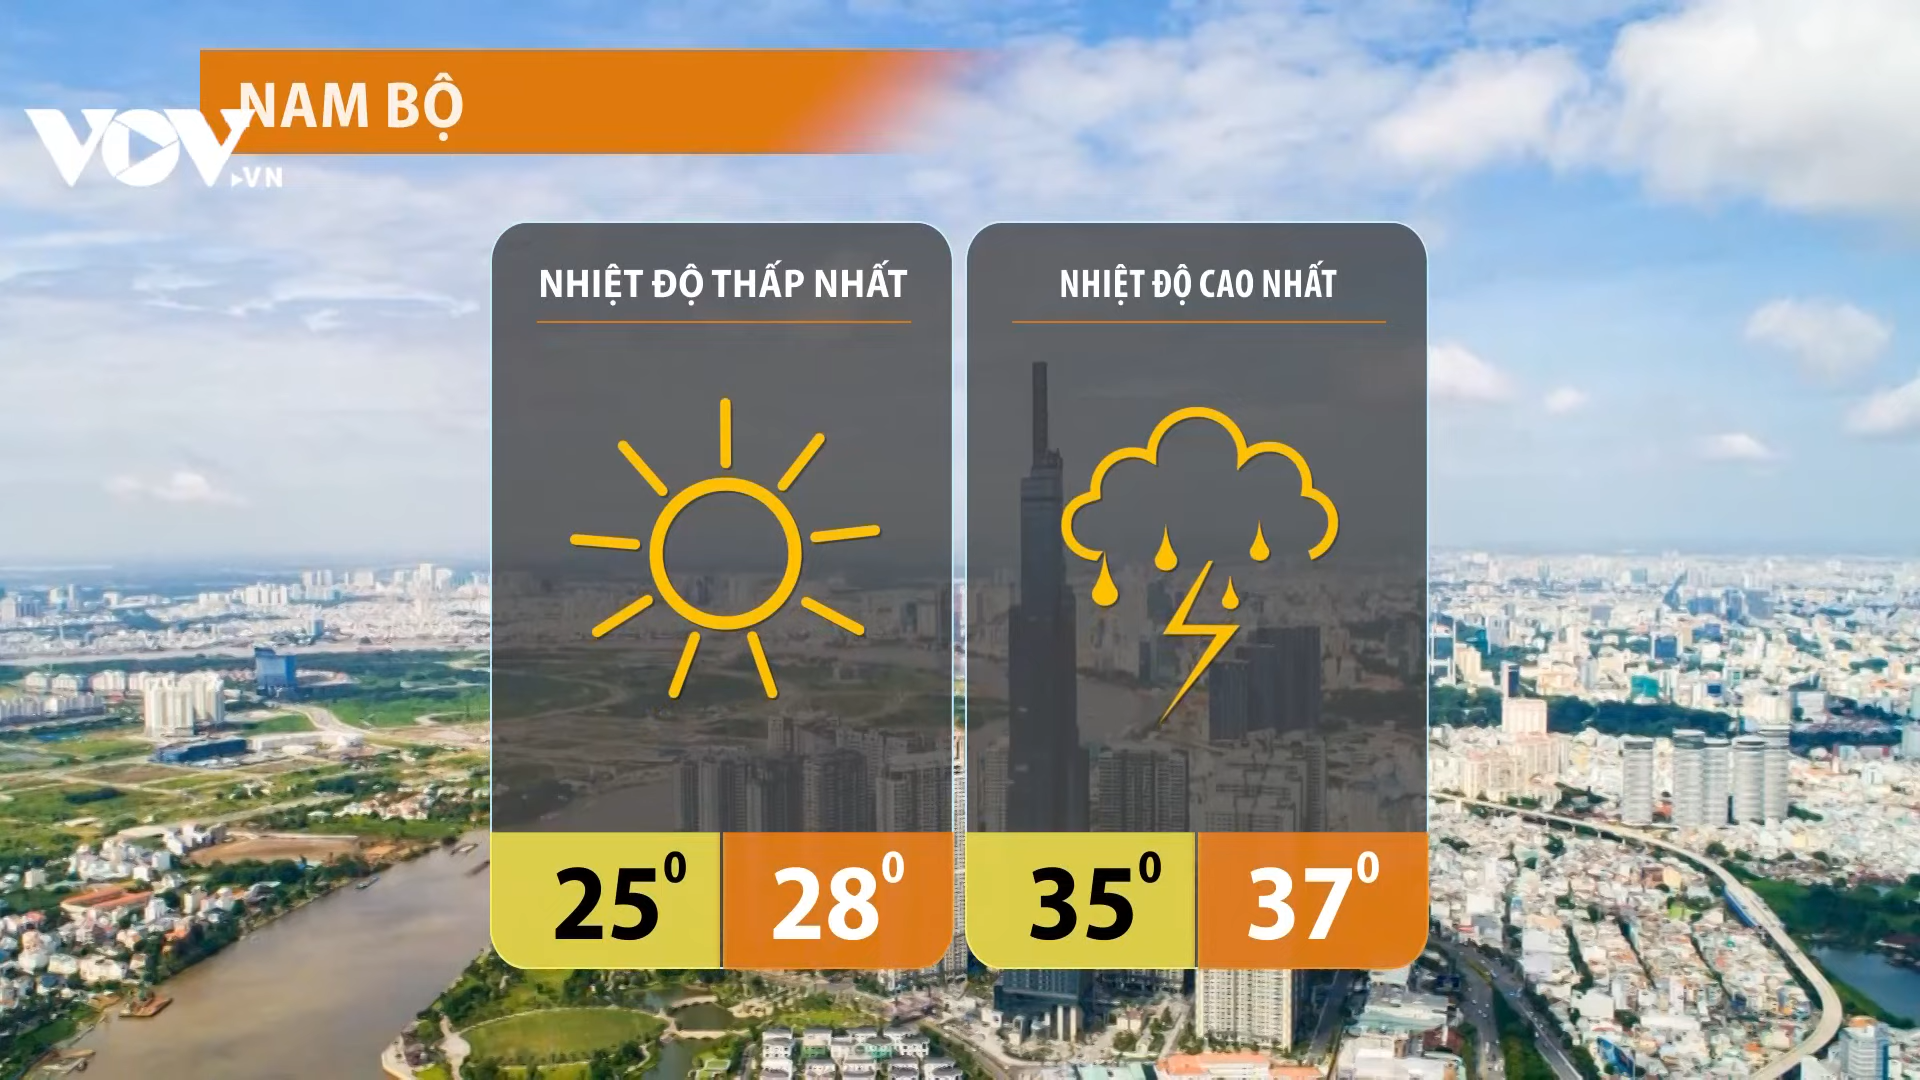 NAM BỘ
VOV.VN
NHIỆT ĐỘ THẤP NHẤT
NHIỆT ĐỘ CAO NHẤT
25⁰ 28⁰
35⁰ 37⁰